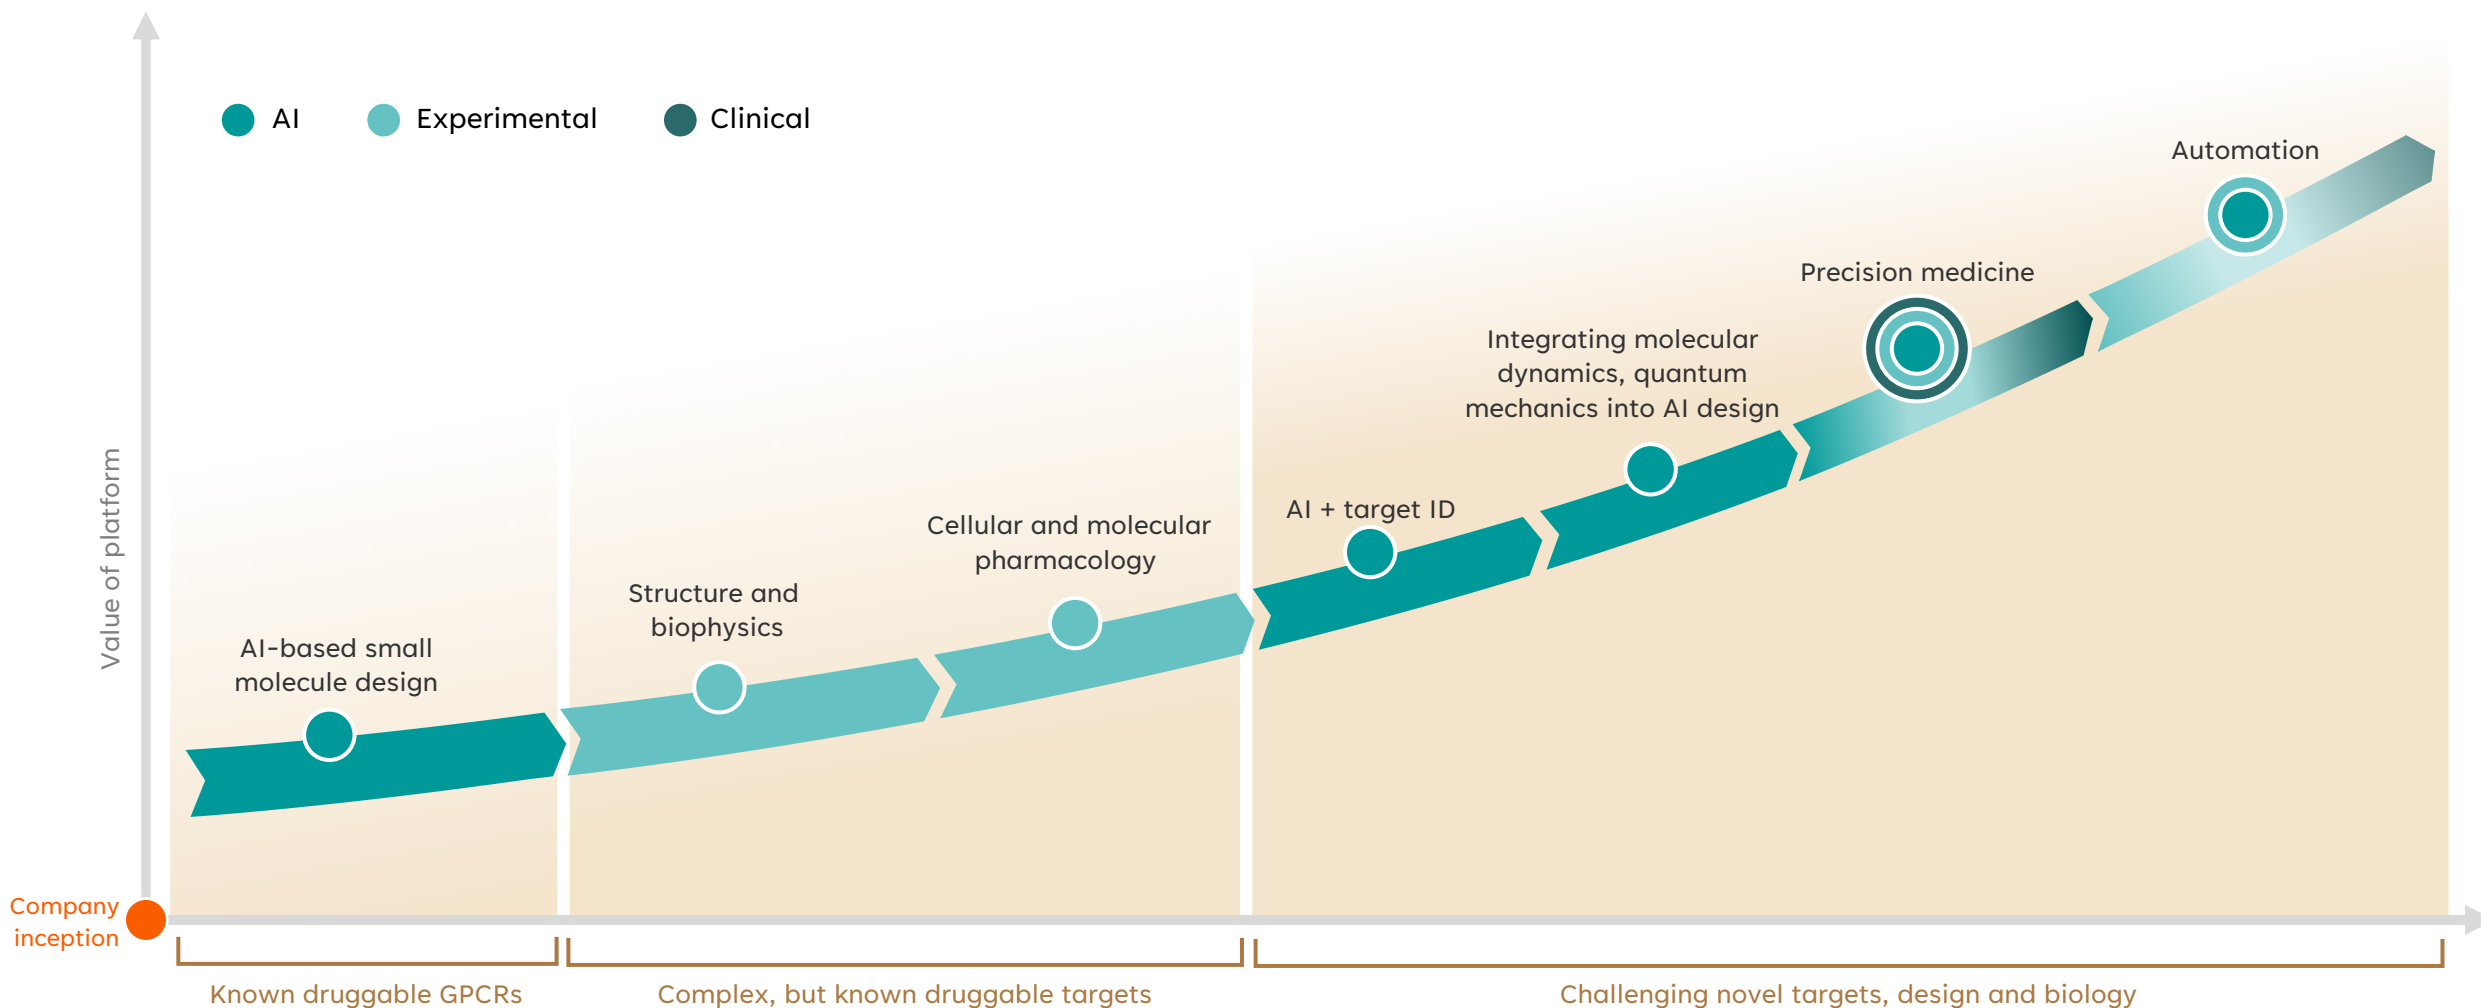 AI
Experimental
Clinical
Value of platform
AI-based small
molecule design
Structure and
biophysics
Cellular and molecular
pharmacology
AI + target ID
Integrating molecular
dynamics, quantum
mechanics into AI design
Precision medicine
Automation
Company
inception
Known druggable GPCRs
Complex, but known druggable targets
Challenging novel targets, design and biology